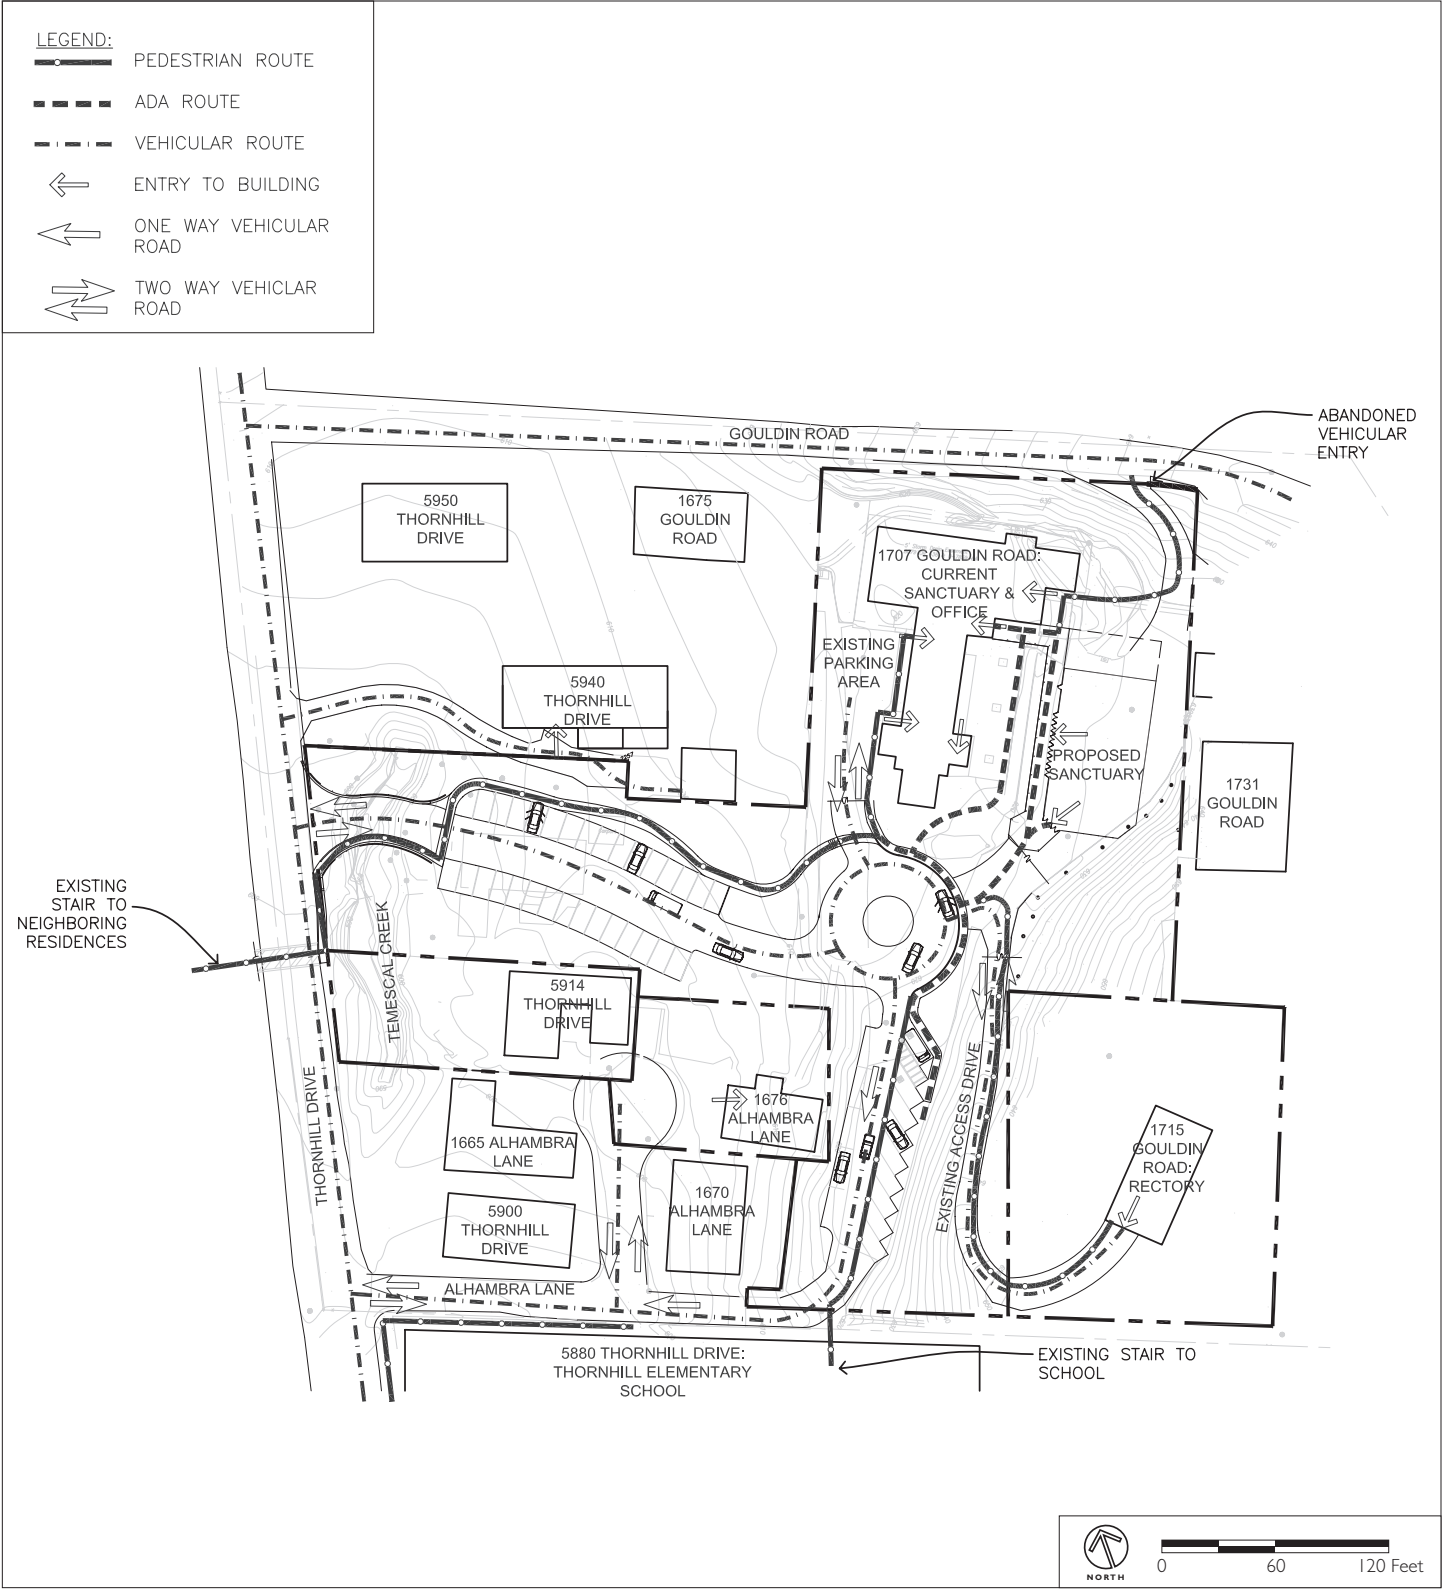 LEGEND:
PEDESTRIAN ROUTE
ADA ROUTE
VEHICULAR ROUTE
ENTRY TO BUILDING
ONE WAY VEHICULAR
ROAD
TWO WAY VEHICLAR
ROAD
GOULDIN ROAD
ABANDONED
VEHICULAR
ENTRY
5950
THORNHILL
DRIVE
1675
GOULDIN
ROAD
1707 GOULDIN ROAD:
CURRENT
SANCTUARY &
OFFICE
EXISTING
PARKING
AREA
5940
THORNHILL
DRIVE
PROPOSED
SANCTUARY
1731
GOULDIN
ROAD
EXISTING
STAIR TO
NEIGHBORING
RESIDENCES
TEMESCAL CREEK
5914
THORNHILL
DRIVE
THORNHILL DRIVE
EXISTING ACCESS DRIVE
1676
ALHAMBRA
LANE
1665 ALHAMBRA
LANE
1715
GOULDIN
ROAD:
RECTORY
1670
ALHAMBRA
LANE
5900
THORNHILL
DRIVE
ALHAMBRA LANE
5880 THORNHILL DRIVE:
THORNHILL ELEMENTARY
SCHOOL
EXISTING STAIR TO
SCHOOL
NORTH
0 60 120 Feet